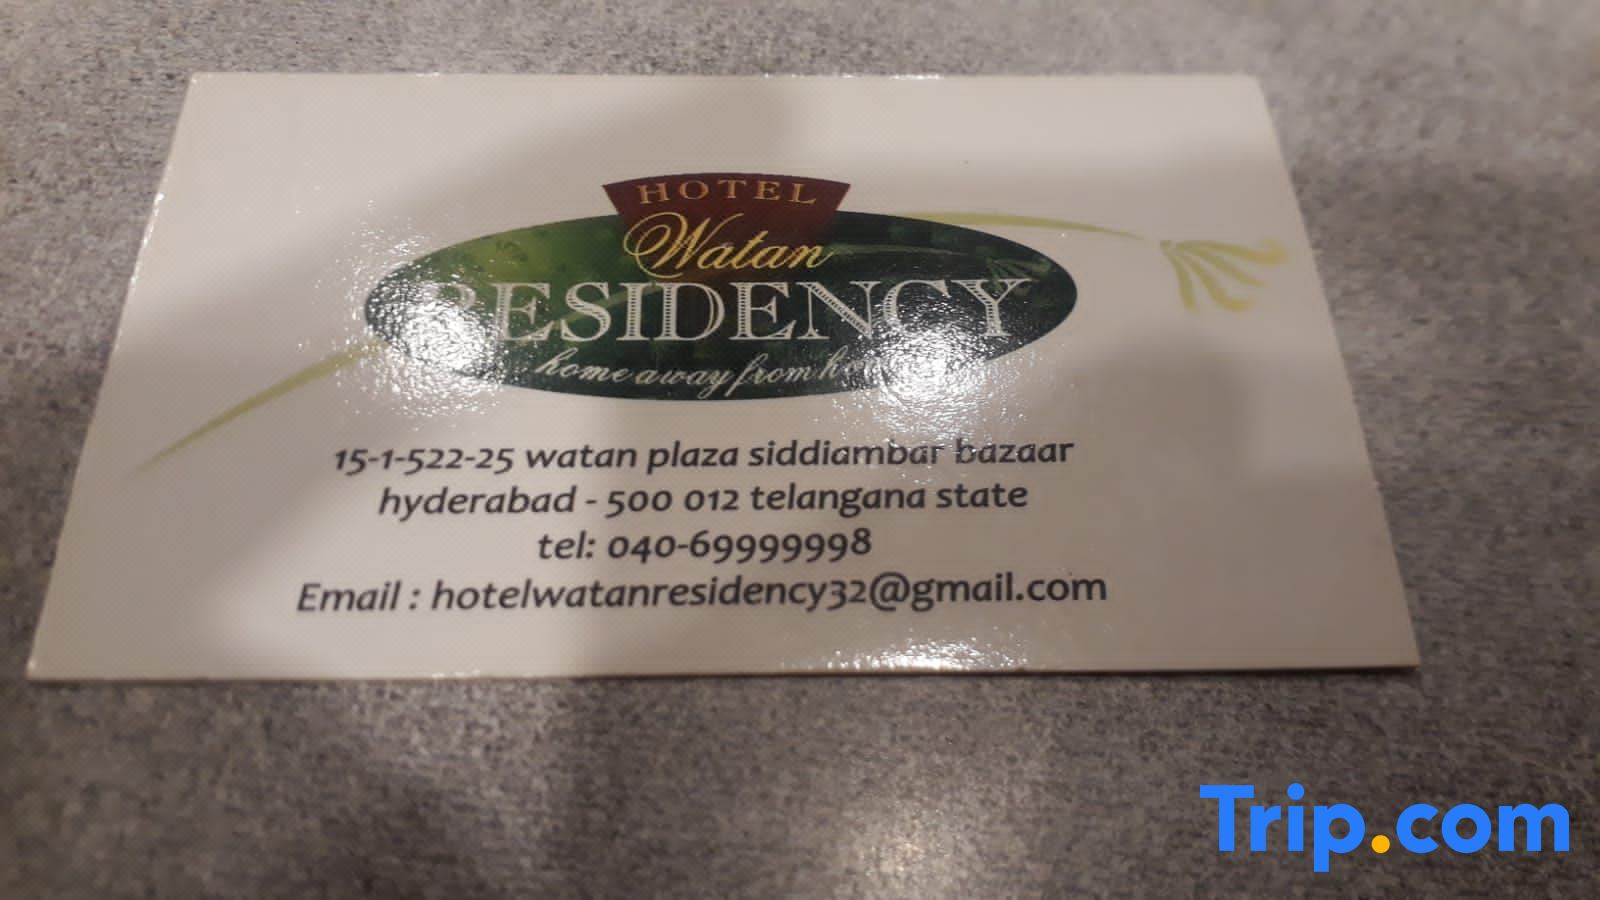 HOTEL
Watan
RESIDENCY
home away from
15-1-522-25 watan plaza siddiambar bazaar
hyderabad - 500 012 telangana state
tel: 040-69999998
Email : hotelwatanresidency32@gmail.com
Trip.com